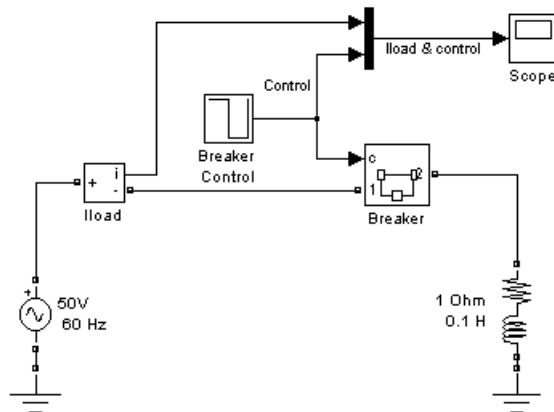 Iload & control
Scope
Control
Breaker
Control
i
+
-
Iload
c
1
2
Breaker
+
50V
60 Hz
1 Ohm
0.1 H